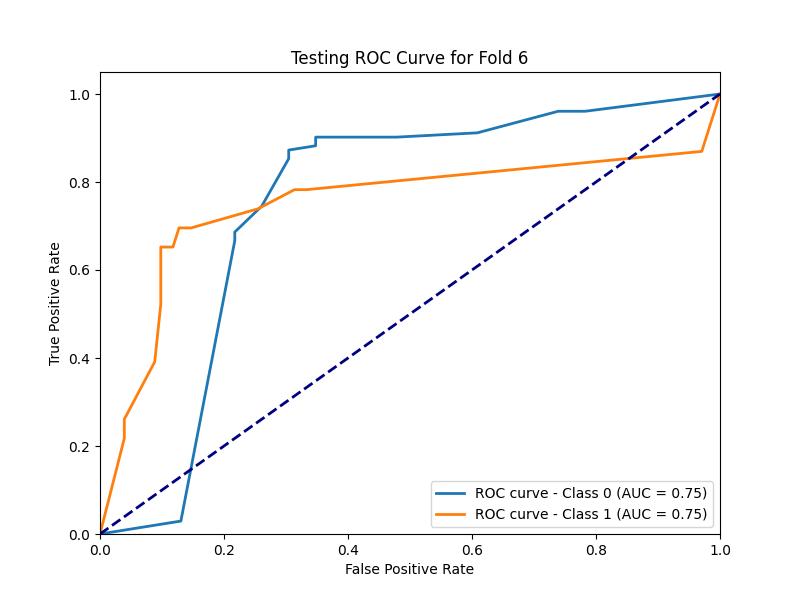 Testing ROC Curve for Fold 6
True Positive Rate
1.0
0.8
0.6
0.4
0.2
0.0
ROC curve - Class 0 (AUC = 0.75)
ROC curve - Class 1 (AUC = 0.75)
0.0 0.2 0.4 0.6 0.8 1.0
False Positive Rate